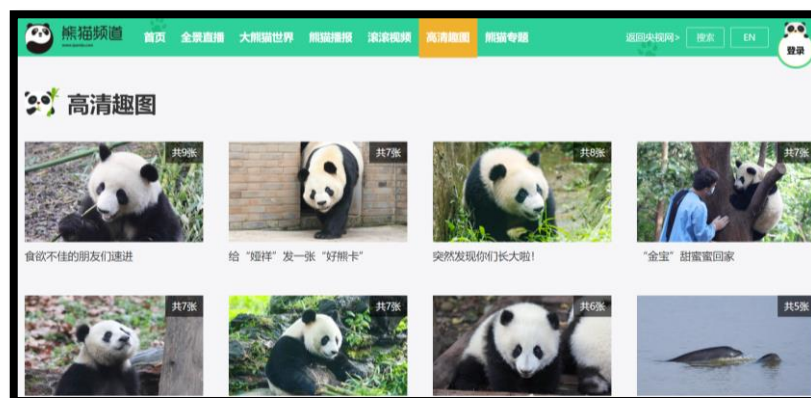 熊猫频道
首页 全景直播 大熊猫世界 熊猫播报 滚滚视频 高清趣图 熊猫专题 返回央视网> 搜索 EN
登录
高清趣图
共9张 共7张 共8张 共7张
食欲不佳的朋友们速进 给“娅祥”发一张“好熊卡” 突然发现你们长大啦！ “金宝”甜蜜蜜回家
共7张 共7张 共6张 共5张